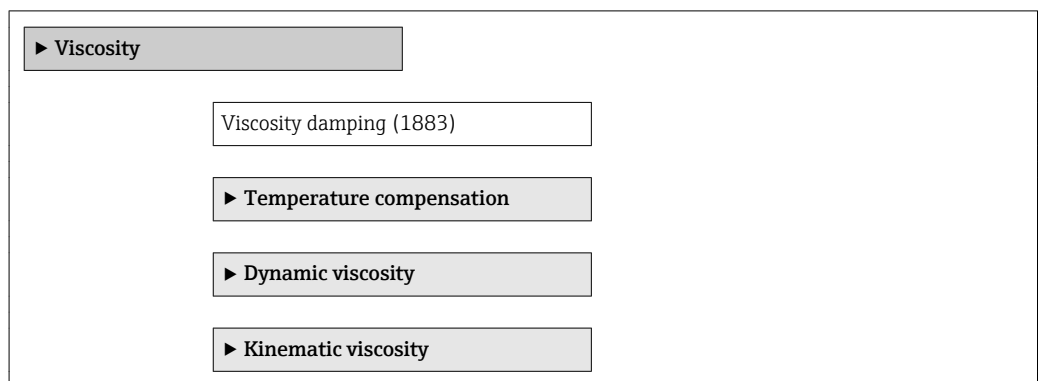 ▶ Viscosity
Viscosity damping (1883)
▶ Temperature compensation
▶ Dynamic viscosity
▶ Kinematic viscosity